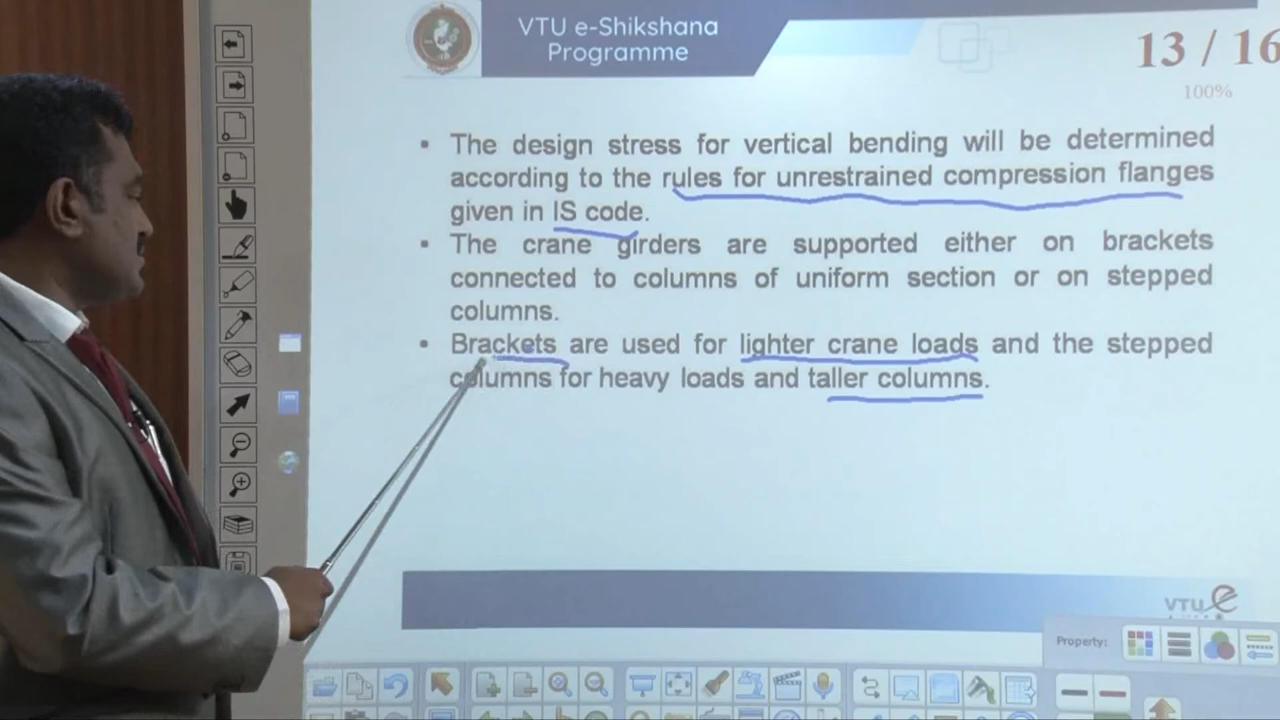 VTU e-Shikshana
Programme
13 / 16
100%
The design stress for vertical bending will be determined
according to the rules for unrestrained compression flanges
given in IS code.
The crane girders are supported either on brackets
connected to columns of uniform section or on stepped
columns.
Brackets are used for lighter crane loads and the stepped
columns for heavy loads and taller columns.
VTU e
Property: